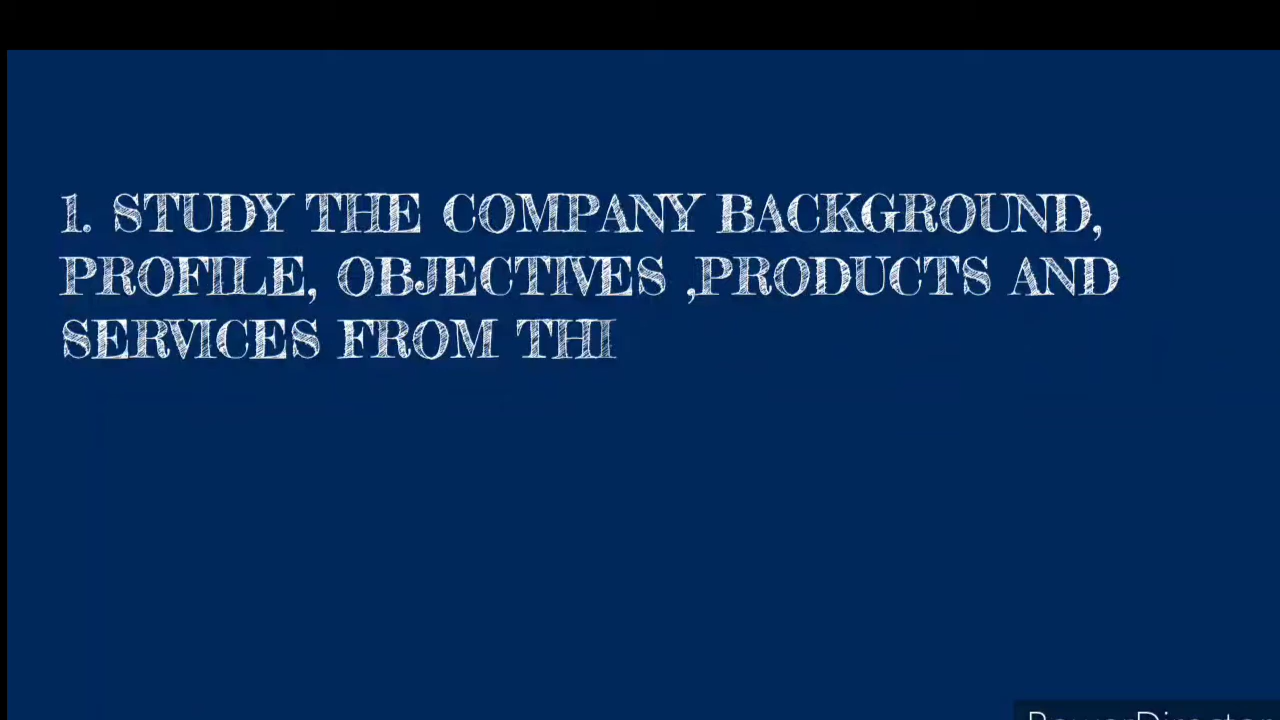 1. STUDY THE COMPANY BACKGROUND,
PROFILE, OBJECTIVES ,PRODUCTS AND
SERVICES FROM THI